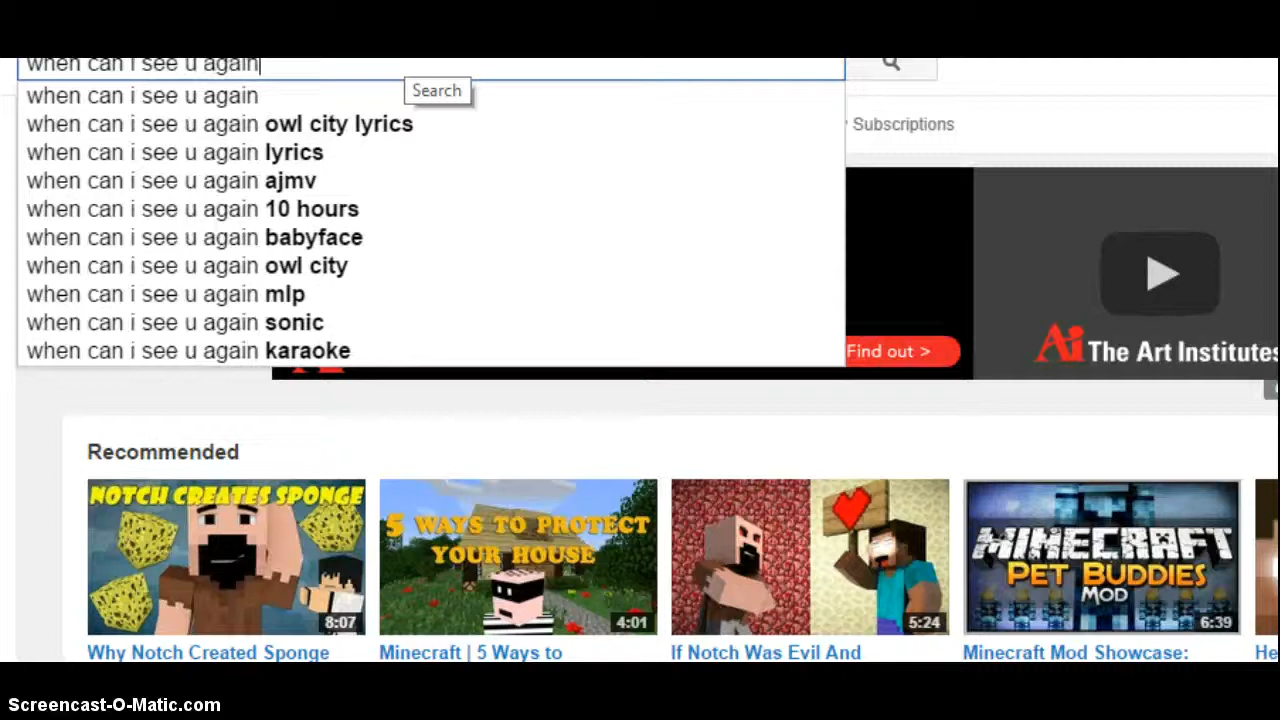 when can i see u again
Search
when can i see u again
when can i see u again owl city lyrics
when can i see u again lyrics
when can i see u again ajmv
when can i see u again 10 hours
when can i see u again babyface
when can i see u again owl city
when can i see u again mlp
when can i see u again sonic
when can i see u again karaoke
Subscriptions
Find out >
Ai The Art Institutes
Recommended
NOTCH CREATES SPONGE
8:07
Why Notch Created Sponge
5 WAYS TO PROTECT
YOUR HOUSE
4:01
Minecraft | 5 Ways to
5:24
If Notch Was Evil And
MINECRAFT
PET BUDDIES
MOD
6:39
Minecraft Mod Showcase:
He
Screencast-O-Matic.com